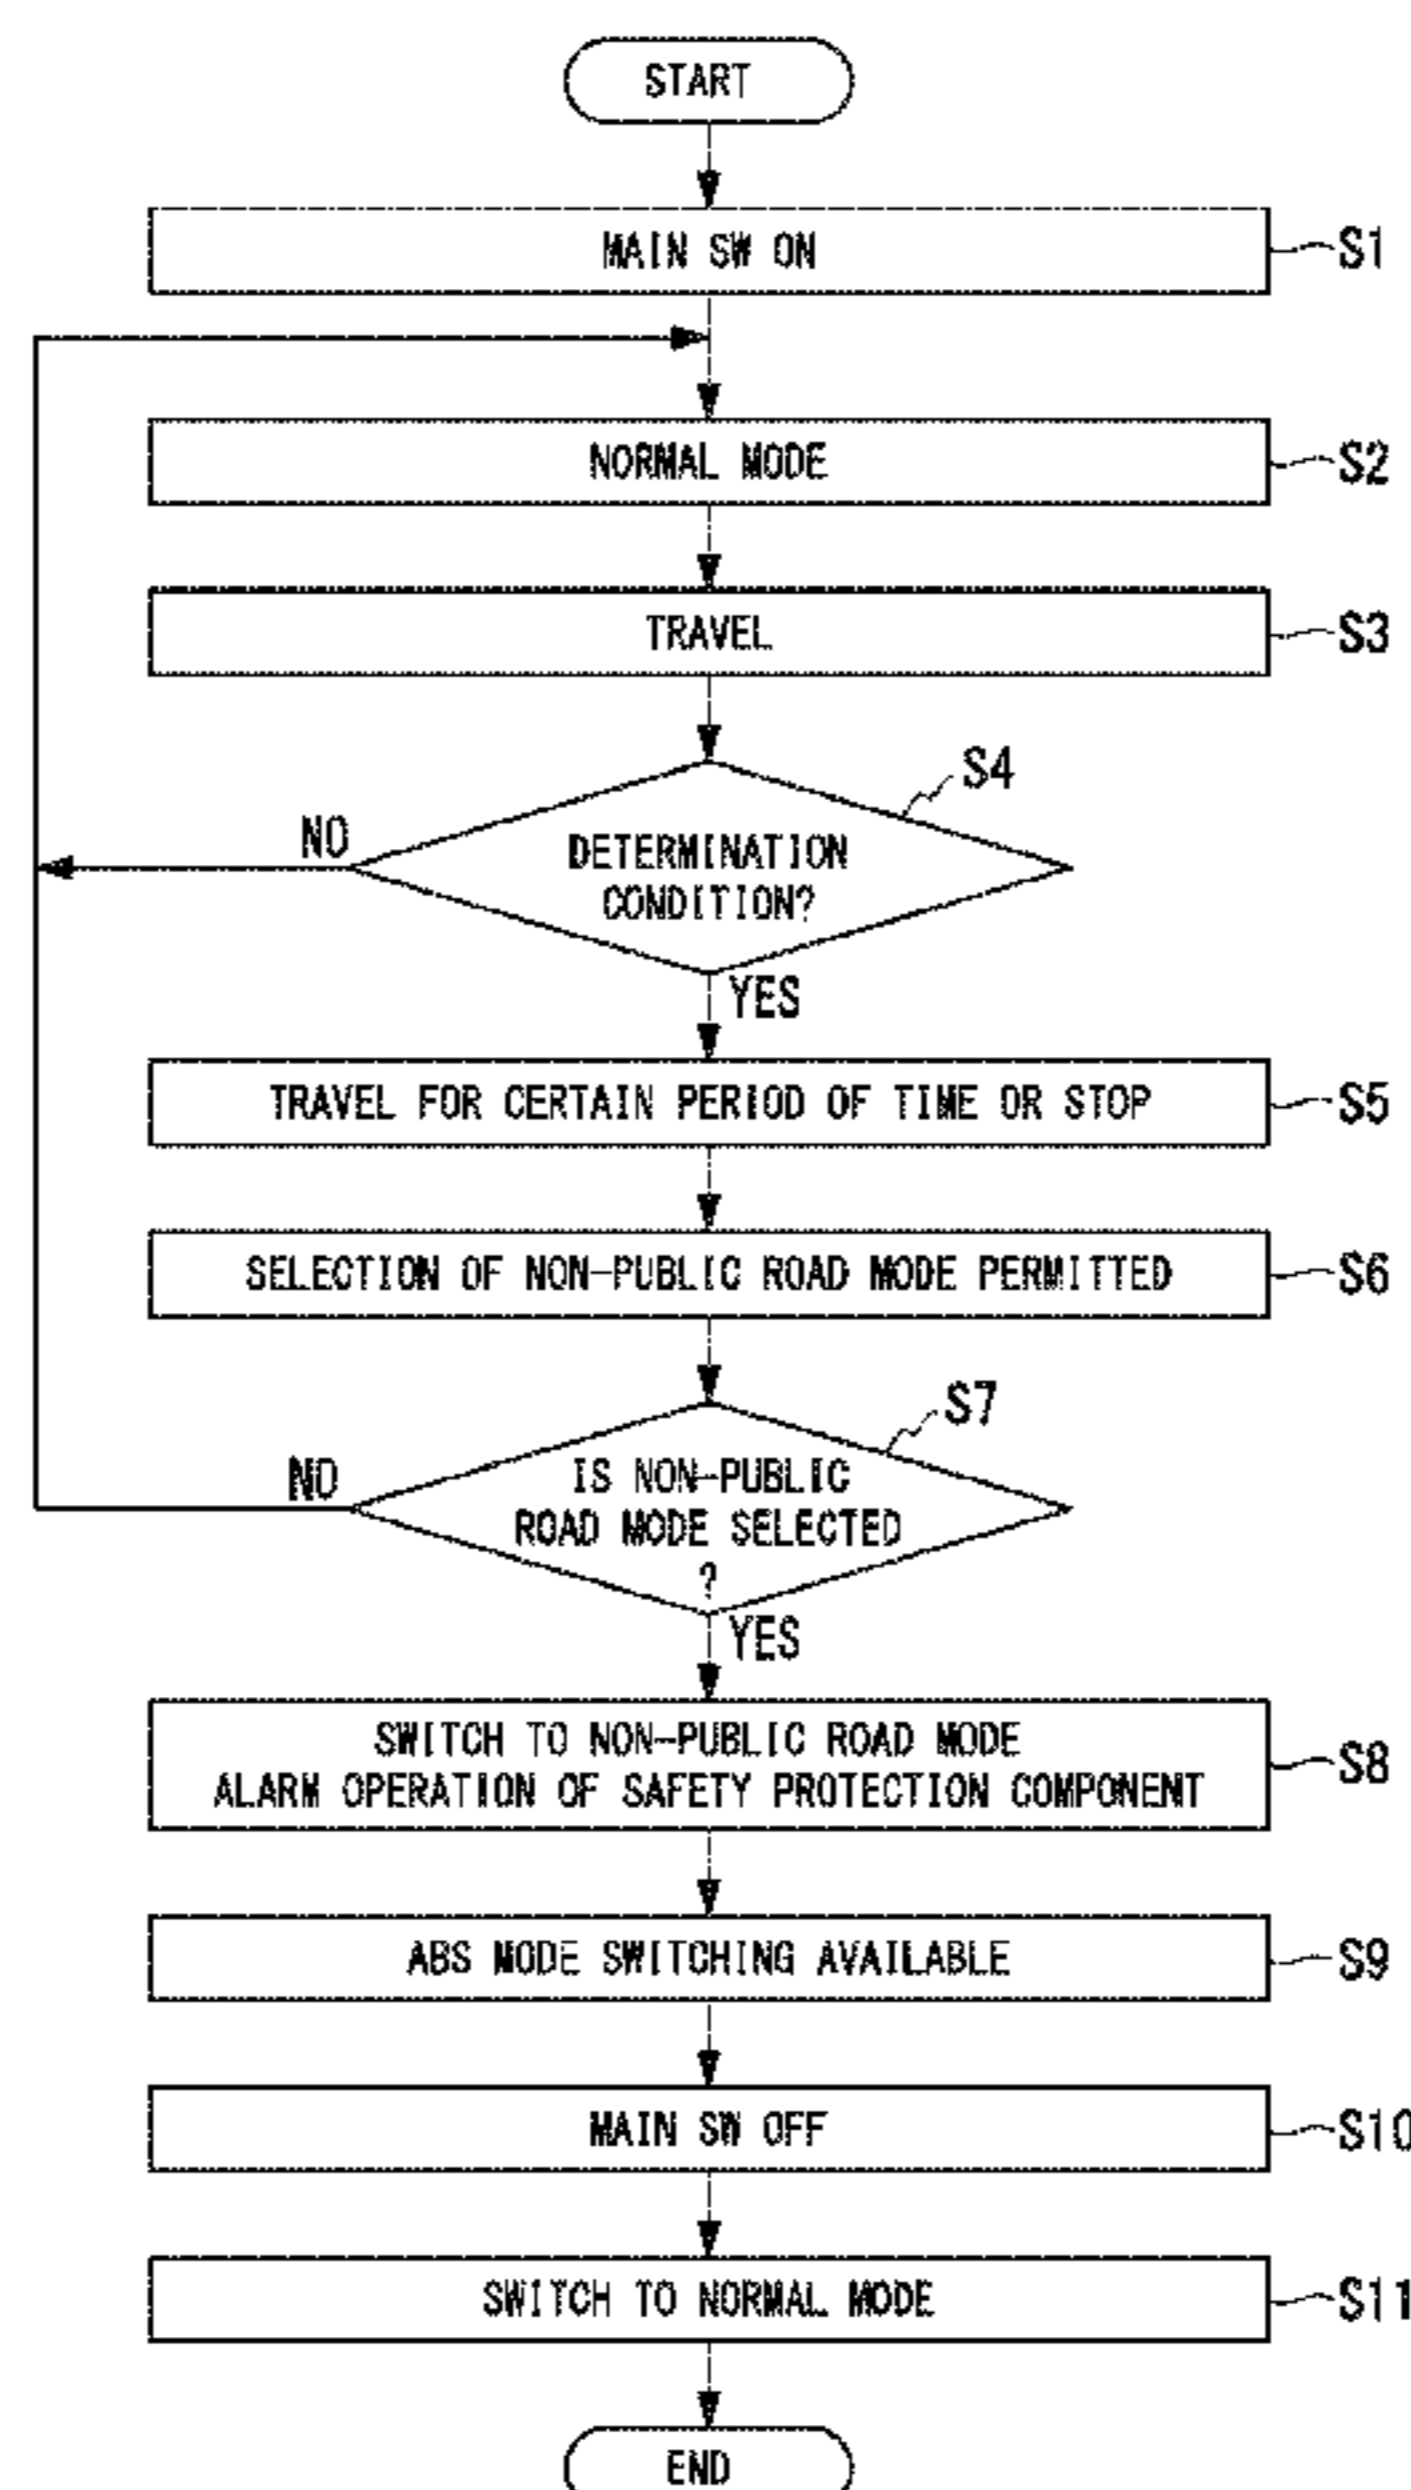 START
MAIN SW ON
S1
NORMAL MODE
S2
TRAVEL
S3
S4
NO
DETERMINATION
CONDITION?
YES
TRAVEL FOR CERTAIN PERIOD OF TIME OR STOP
S5
SELECTION OF NON-PUBLIC ROAD MODE PERMITTED
S6
S7
NO
IS NON-PUBLIC
ROAD MODE SELECTED
?
YES
SWITCH TO NON-PUBLIC ROAD MODE
ALARM OPERATION OF SAFETY PROTECTION COMPONENT
S8
ABS MODE SWITCHING AVAILABLE
S9
MAIN SW OFF
S10
SWITCH TO NORMAL MODE
S11
END